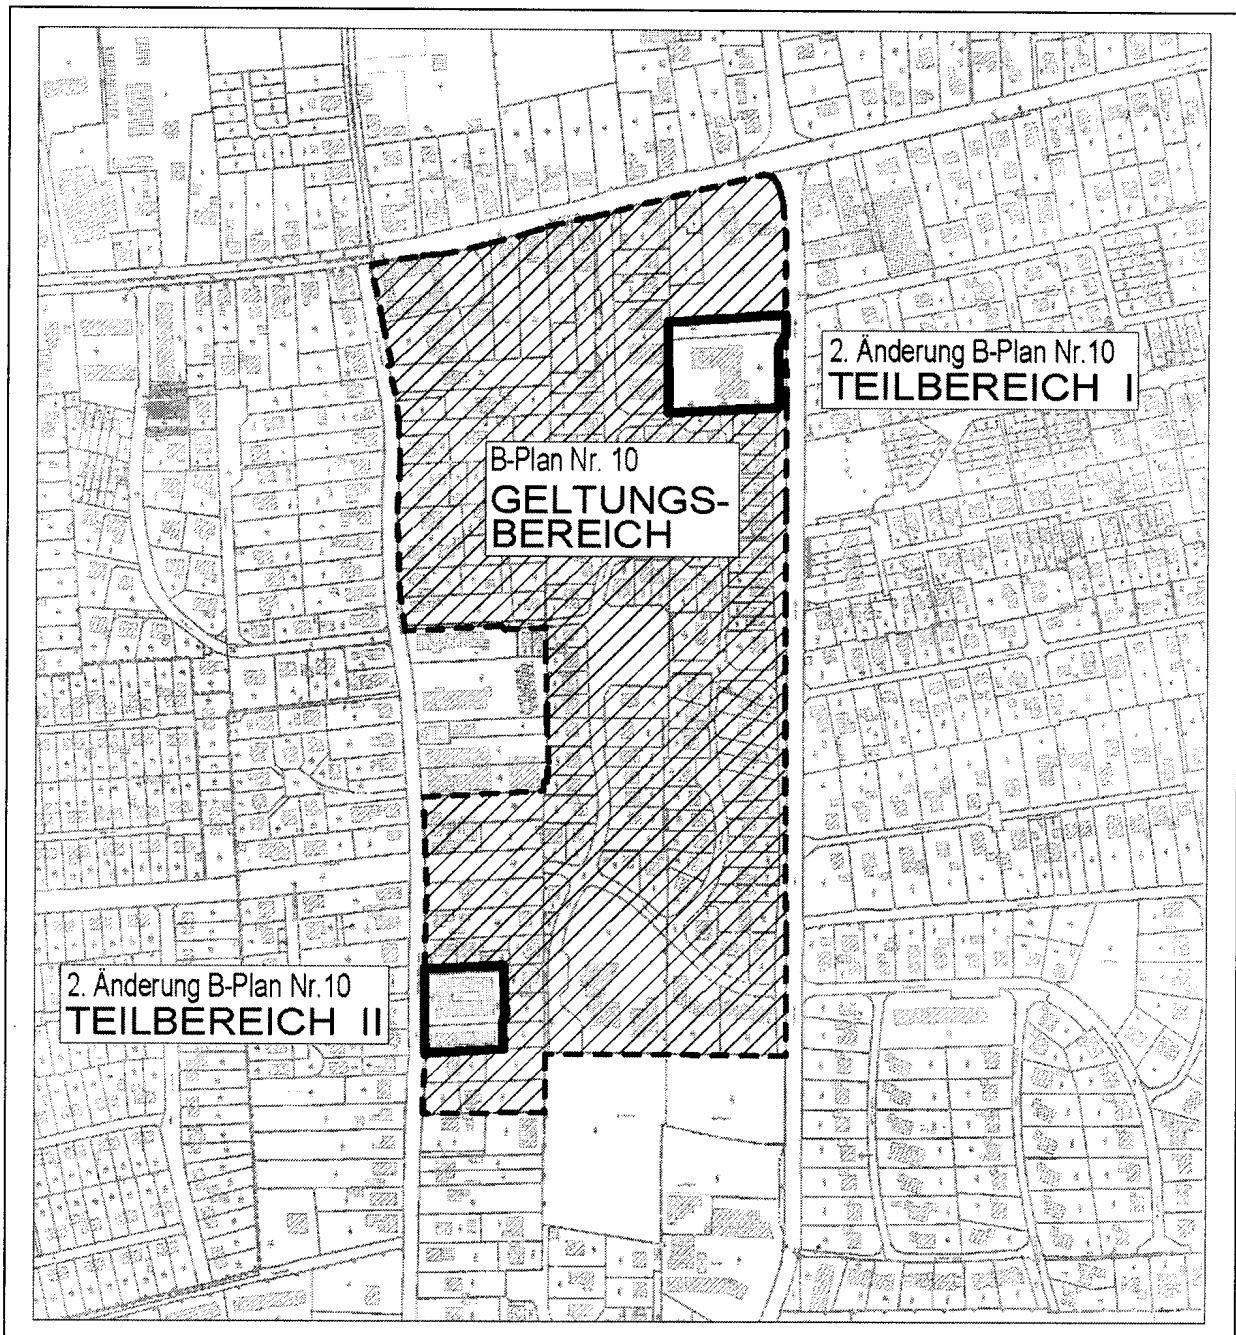 2. Änderung B-Plan Nr.10
TEILBEREICH I
B-Plan Nr. 10
GELTUNGS-
BEREICH
2. Änderung B-Plan Nr.10
TEILBEREICH II